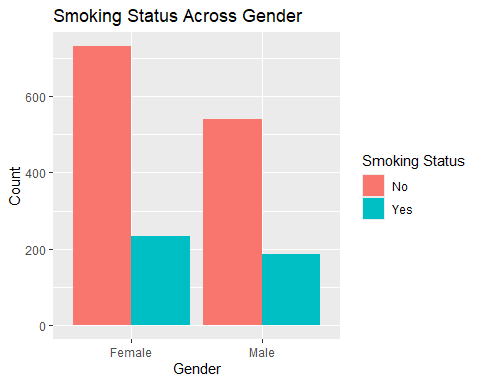 Smoking Status Across Gender
Count
600
400
200
0
Female
Male
Gender
Smoking Status
No
Yes